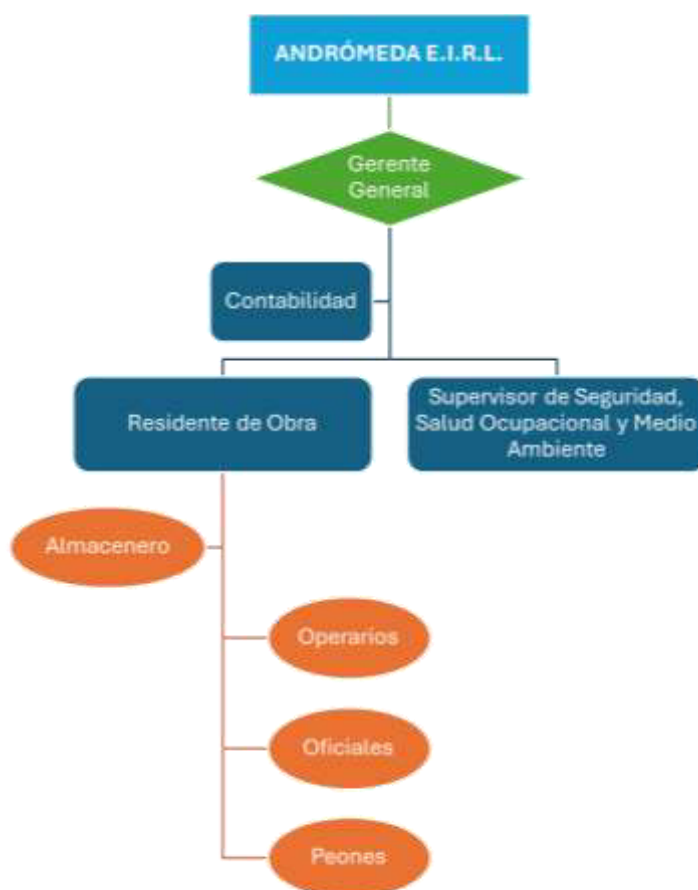 ANDRÓMEDA E.I.R.L.
Gerente
General
Contabilidad
Residente de Obra
Supervisor de Seguridad,
Salud Ocupacional y Medio
Ambiente
Almacenero
Operarios
Oficiales
Peones